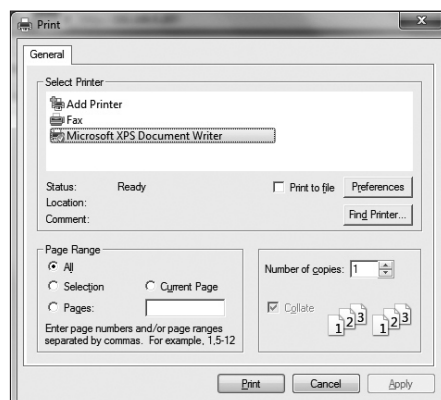 Print
General
Select Printer
Add Printer
Fax
Microsoft XPS Document Writer
Status: Ready
Print to file
Preferences
Location:
Comment:
Find Printer...
Page Range
All
Selection
Current Page
Pages:
Enter page numbers and/or page ranges
separated by commas. For example, 1,5-12
Number of copies: 1
Collate
1 2 3 1 2 3
Print Cancel Apply